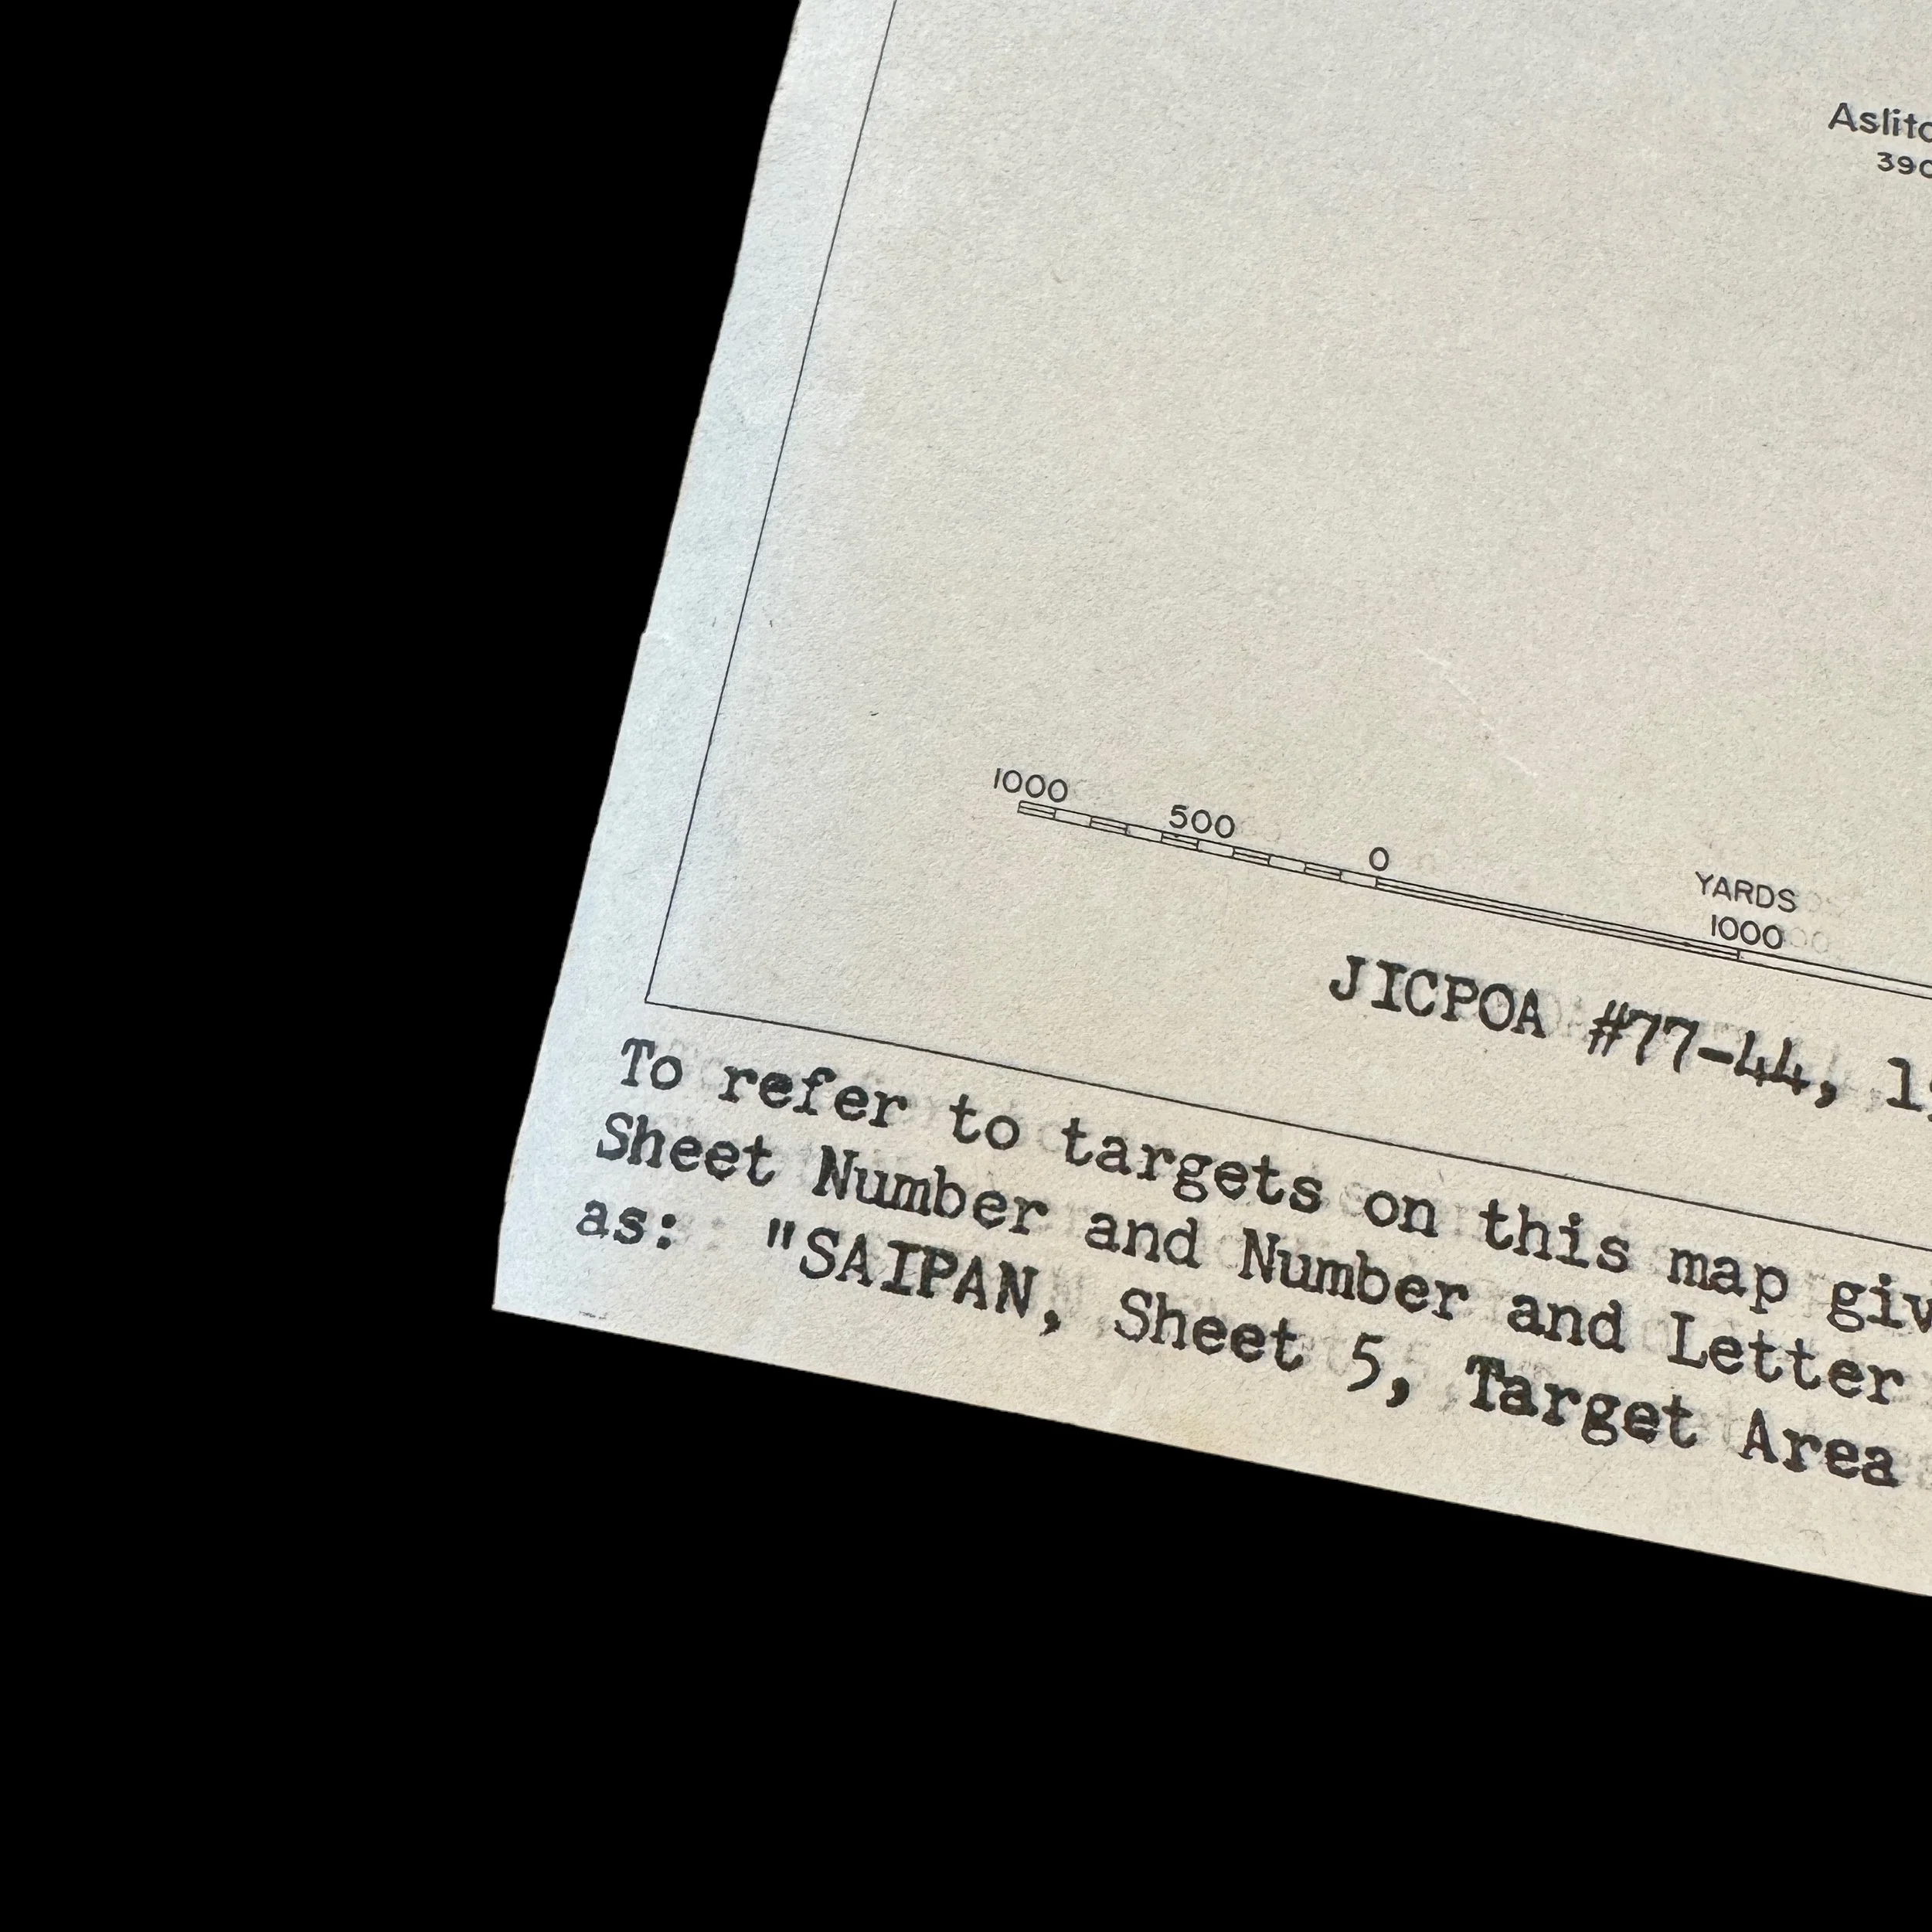 Aslito
390
1000 500 0 YARDS
1000
JICPOA #77-44,
To refer to targets on this map
Sheet Number and Number and Letter
as: "SAIPAN, Sheet 5, Target Area